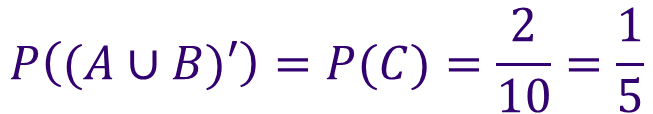 P((A ∪ B)′) = P(C) = 2/10 = 1/5